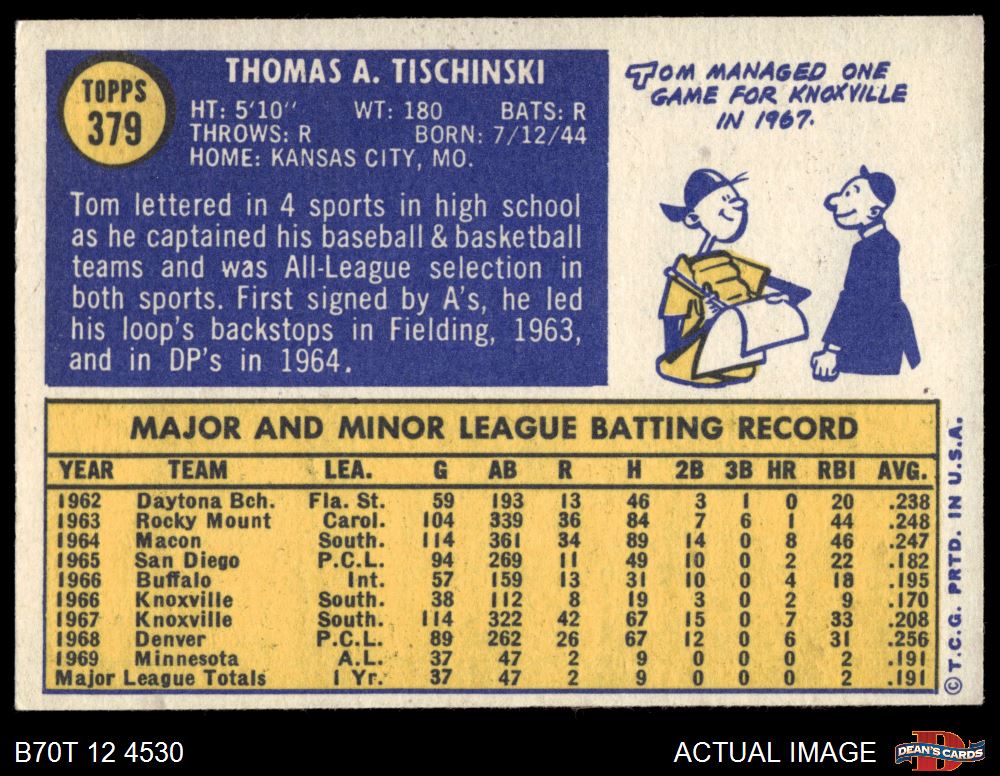 TOPPS
379
THOMAS A. TISCHINSKI
HT: 5'10" WT: 180 BATS: R
THROWS: R BORN: 7/12/44
HOME: KANSAS CITY, MO.
Tom lettered in 4 sports in high school
as he captained his baseball & basketball
teams and was All-League selection in
both sports. First signed by A's, he led
his loop's backstops in Fielding, 1963,
and in DP's in 1964.
TOM MANAGED ONE
GAME FOR KNOXVILLE
IN 1967.
MAJOR AND MINOR LEAGUE BATTING RECORD
YEAR TEAM LEA. G AB R H 2B 3B HR RBI AVG.
1962 Daytona Bch. Fla. St. 59 193 13 46 3 1 0 20 .238
1963 Rocky Mount Carol. 104 339 36 84 7 6 1 44 .248
1964 Macon South. 114 361 34 89 14 0 8 46 .247
1965 San Diego P.C.L. 94 269 11 49 10 0 2 22 .182
1966 Buffalo Int. 57 159 13 31 10 0 4 18 .195
1966 Knoxville South. 38 112 8 19 3 0 2 9 .170
1967 Knoxville South. 114 322 42 67 15 0 7 33 .208
1968 Denver P.C.L. 89 262 26 67 12 0 6 31 .256
1969 Minnesota A.L. 37 47 2 9 0 0 0 2 .191
Major League Totals 1 Yr. 37 47 2 9 0 0 0 2 .191
© T.C.G. PRTD. IN U.S.A.
B70T 12 4530
ACTUAL IMAGE
D
DEAN'S CARDS